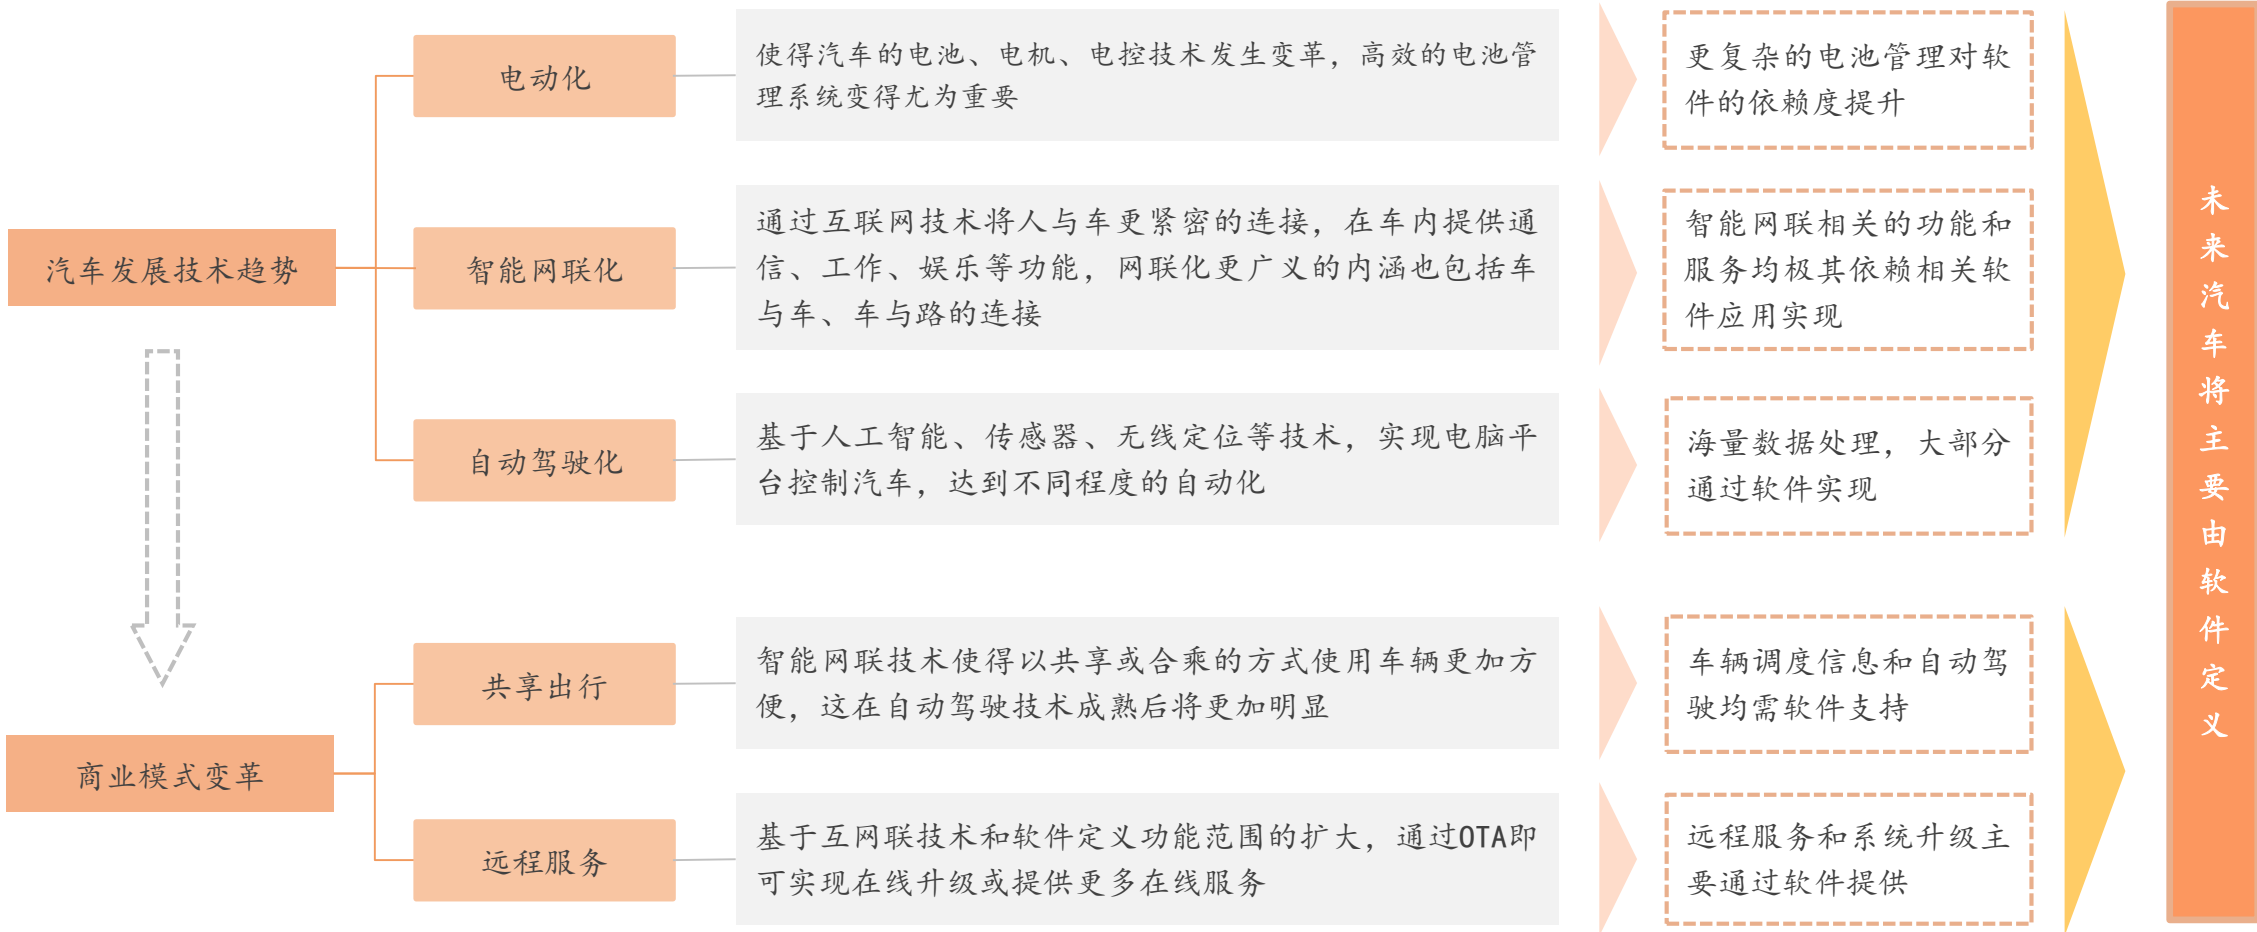 汽车发展技术趋势
电动化
使得汽车的电池、电机、电控技术发生变革，高效的电池管
理系统变得尤为重要
更复杂的电池管理对软
件的依赖度提升
智能网联化
通过互联网技术将人与车更紧密的连接，在车内提供通
信、工作、娱乐等功能，网联化更广义的内涵也包括车
与车、车与路的连接
智能网联相关的功能和
服务均极其依赖相关软
件应用实现
自动驾驶化
基于人工智能、传感器、无线定位等技术，实现电脑平
台控制汽车，达到不同程度的自动化
海量数据处理，大部分
通过软件实现
商业模式变革
共享出行
智能网联技术使得以共享或合乘的方式使用车辆更加方
便，这在自动驾驶技术成熟后将更加明显
车辆调度信息和自动驾
驶均需软件支持
远程服务
基于互网联技术和软件定义功能范围的扩大，通过OTA即
可实现在线升级或提供更多在线服务
远程服务和系统升级主
要通过软件提供
未来汽车将主要由软件定义